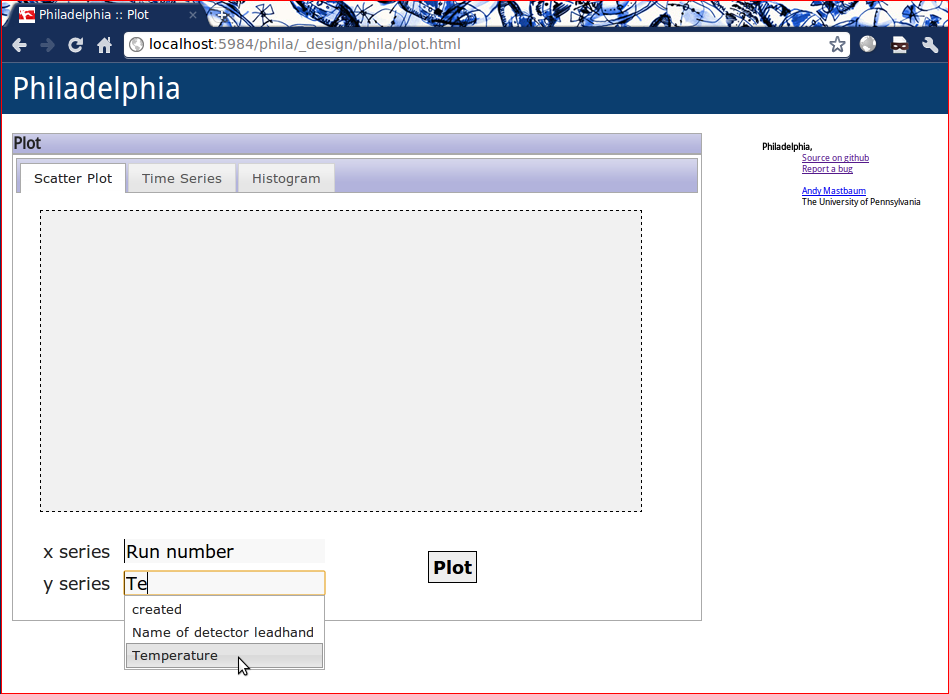 Philadelphia :: Plot
localhost:5984/phila/_design/phila/plot.html
Philadelphia
Plot
Scatter Plot Time Series Histogram
x series Run number
y series Te
Plot
created
Name of detector leadhand
Temperature
Philadelphia,
Source on github
Report a bug
Andy Mastbaum
The University of Pennsylvania